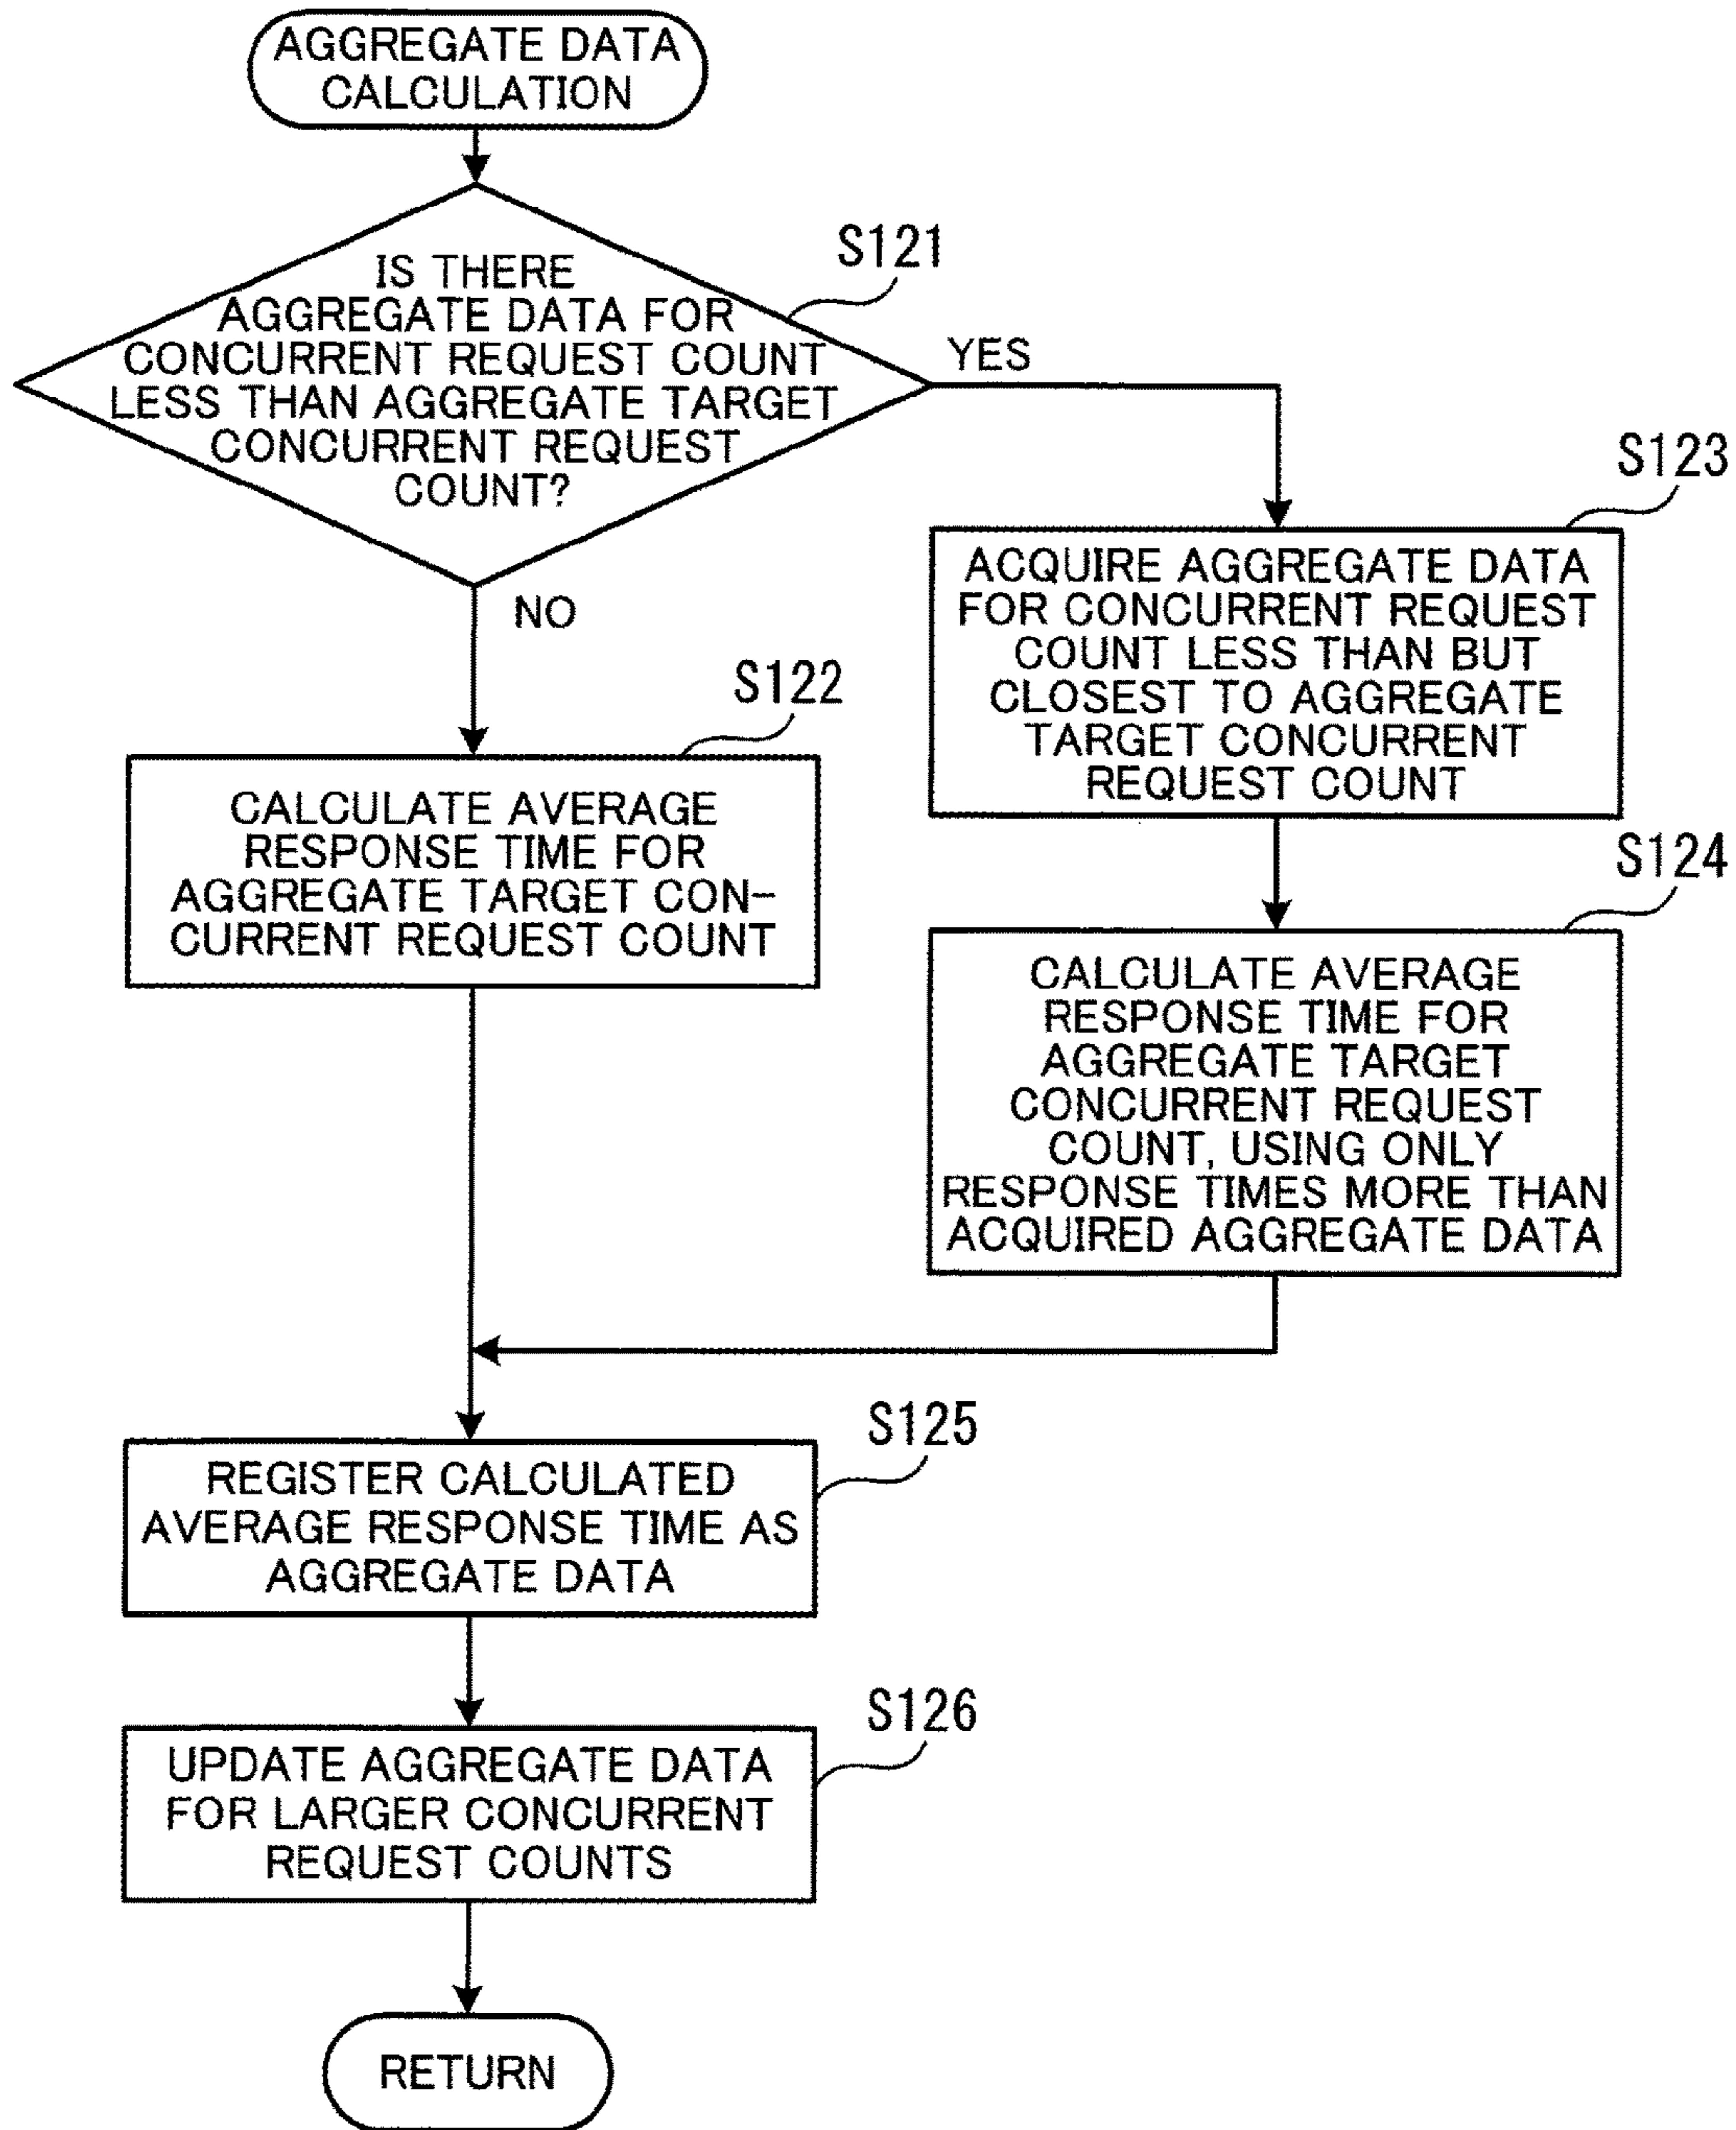 AGGREGATE DATA
CALCULATION
S121
IS THERE
AGGREGATE DATA FOR
CONCURRENT REQUEST COUNT
LESS THAN AGGREGATE TARGET
CONCURRENT REQUEST
COUNT?
YES
NO
S123
ACQUIRE AGGREGATE DATA
FOR CONCURRENT REQUEST
COUNT LESS THAN BUT
CLOSEST TO AGGREGATE
TARGET CONCURRENT
REQUEST COUNT
S122
CALCULATE AVERAGE
RESPONSE TIME FOR
AGGREGATE TARGET CON-
CURRENT REQUEST COUNT
S124
CALCULATE AVERAGE
RESPONSE TIME FOR
AGGREGATE TARGET
CONCURRENT REQUEST
COUNT, USING ONLY
RESPONSE TIMES MORE THAN
ACQUIRED AGGREGATE DATA
S125
REGISTER CALCULATED
AVERAGE RESPONSE TIME AS
AGGREGATE DATA
S126
UPDATE AGGREGATE DATA
FOR LARGER CONCURRENT
REQUEST COUNTS
RETURN